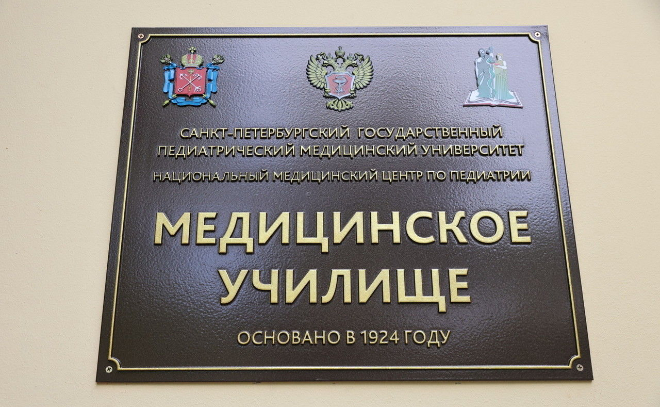 САНКТ-ПЕТЕРБУРГСКИЙ ГОСУДАРСТВЕННЫЙ
ПЕДИАТРИЧЕСКИЙ МЕДИЦИНСКИЙ УНИВЕРСИТЕТ
НАЦИОНАЛЬНЫЙ МЕДИЦИНСКИЙ ЦЕНТР ПО ПЕДИАТРИИ
МЕДИЦИНСКОЕ
УЧИЛИЩЕ
ОСНОВАНО В 1924 ГОДУ